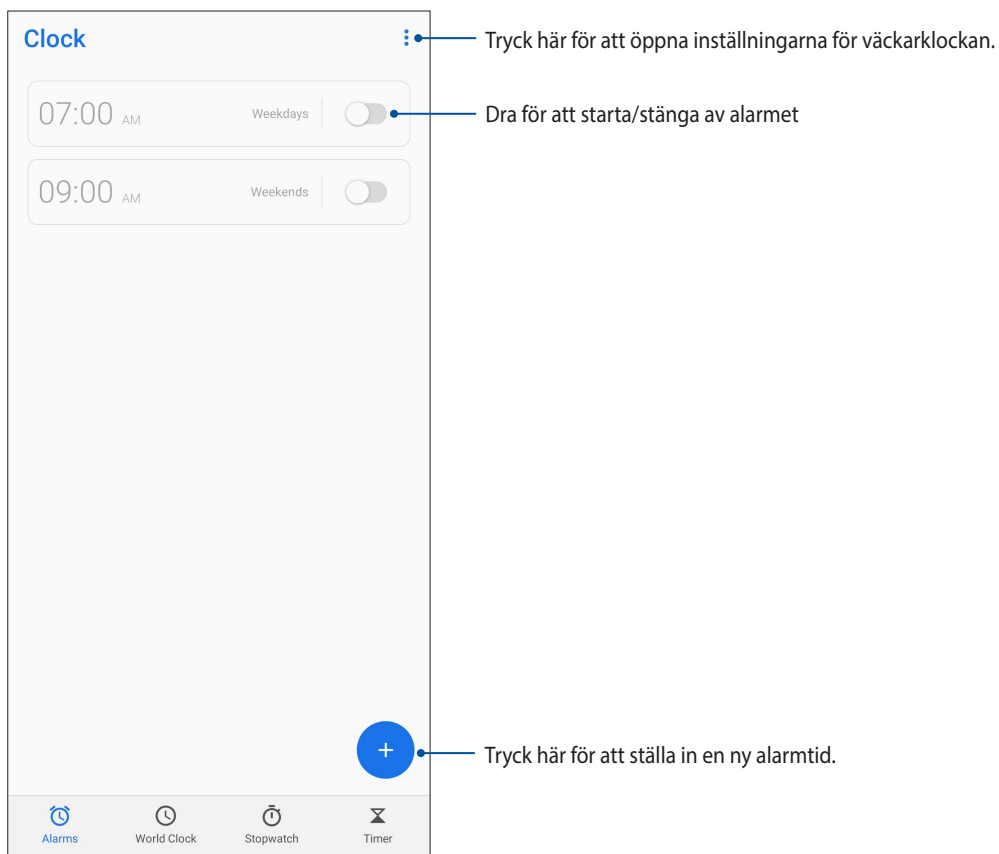 Clock
Tryck här för att öppna inställningarna för väckarklockan.
07:00 AM Weekdays
Dra för att starta/stänga av alarmet
09:00 AM Weekends
+
Tryck här för att ställa in en ny alarmtid.
Alarms World Clock Stopwatch Timer